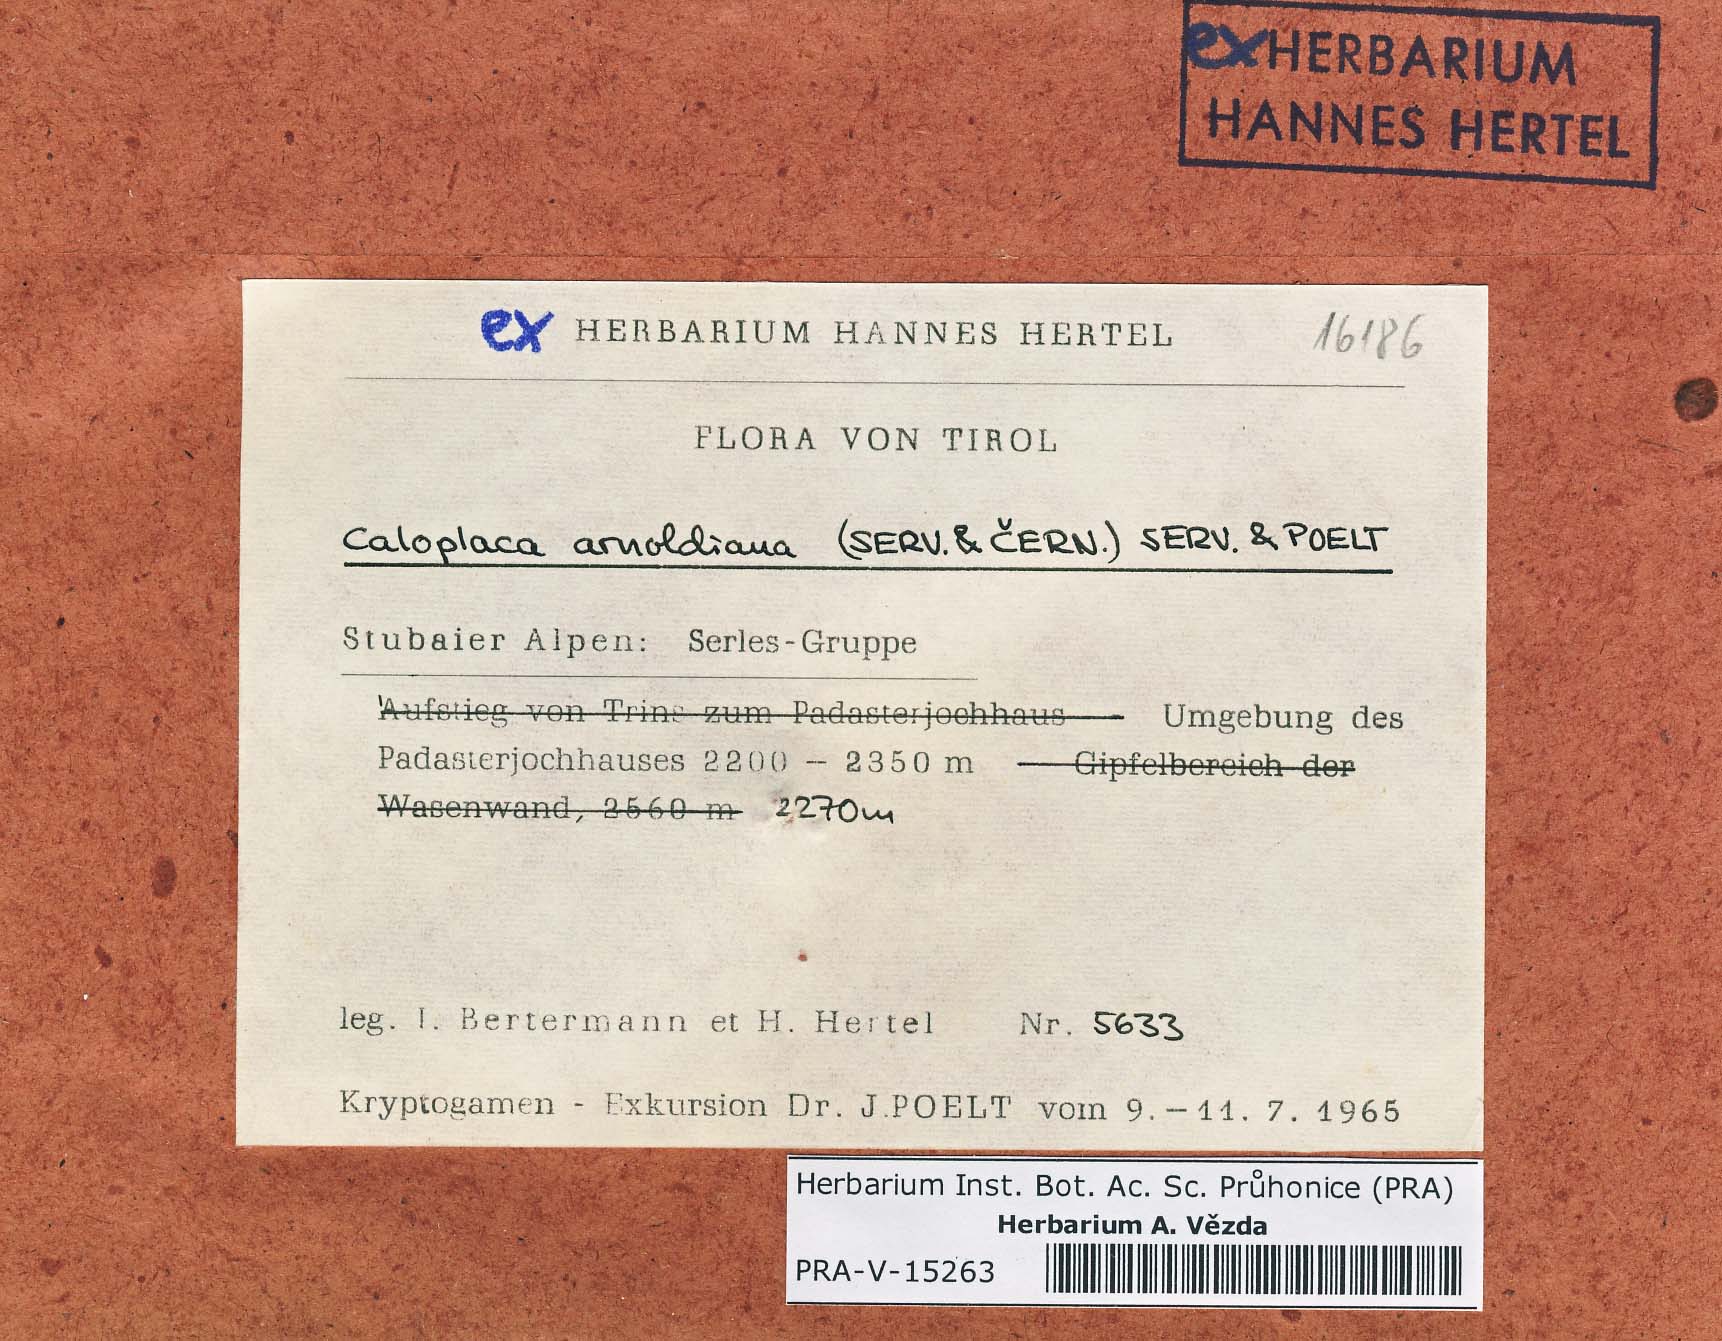 ex HERBARIUM
HANNES HERTEL
ex HERBARIUM HANNES HERTEL 16186
FLORA VON TIROL
Caloplaca arnoldiana (SERV. & ČERN.) SERV. & POELT
Stubaier Alpen: Serles-Gruppe
Aufstieg von Trins zum Padasterjochhaus — Umgebung des
Padasterjochhauses 2200 – 2350 m — Gipfelbereich der
Wasenwand, 2560 m 2270m
leg. I. Bertermann et H. Hertel Nr. 5633
Kryptogamen - Exkursion Dr. J. POELT vom 9. – 11. 7. 1965
Herbarium Inst. Bot. Ac. Sc. Průhonice (PRA)
Herbarium A. Vězda
PRA-V-15263